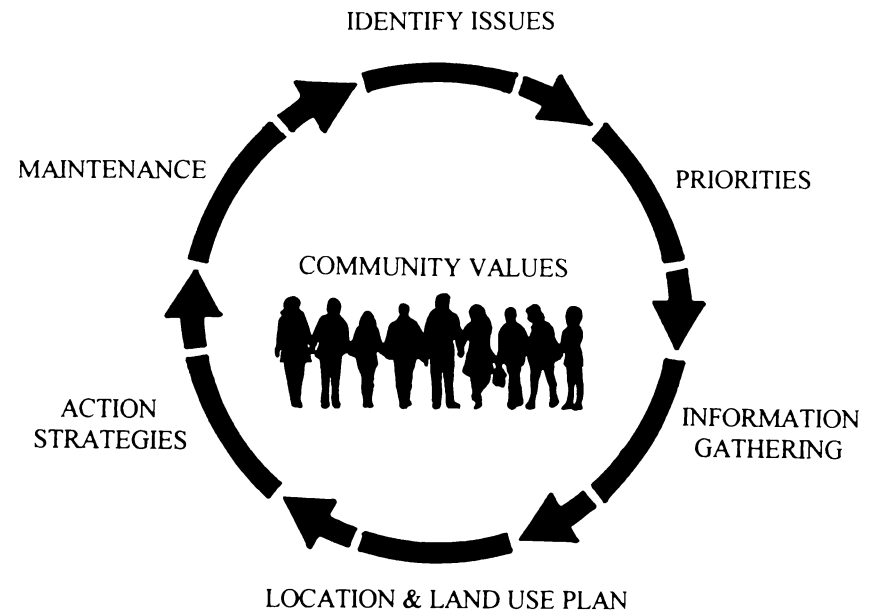 IDENTIFY ISSUES
PRIORITIES
INFORMATION
GATHERING
LOCATION & LAND USE PLAN
ACTION
STRATEGIES
MAINTENANCE
COMMUNITY VALUES